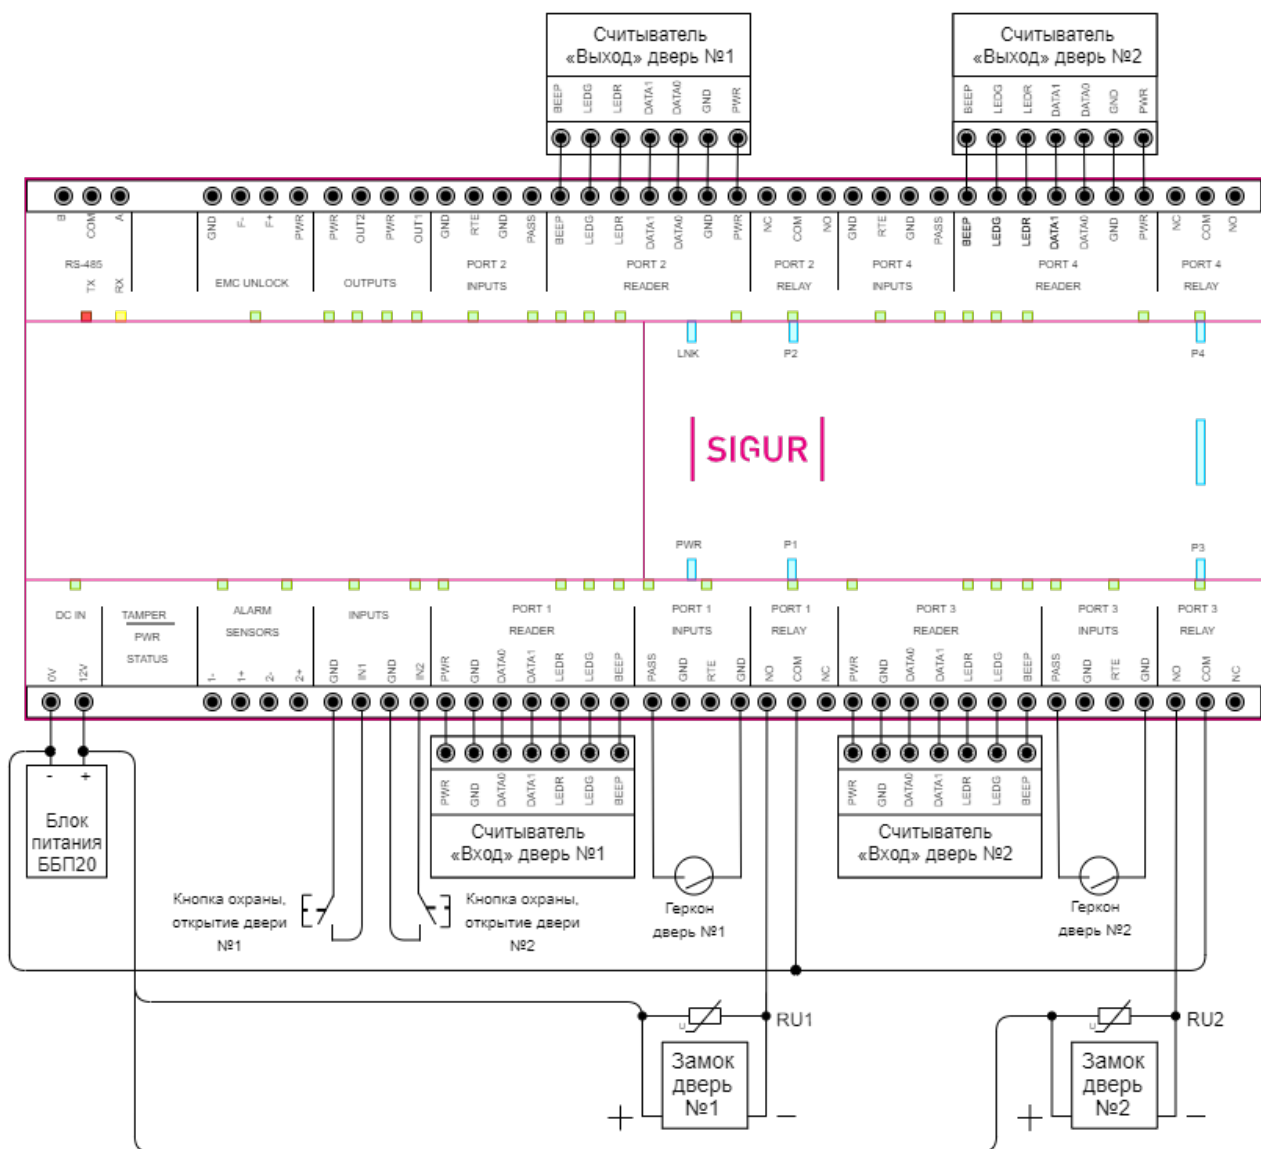 Считыватель
«Выход» дверь №1
BEEP LEDG LEDR DATA1 DATA0 GND PWR
Считыватель
«Выход» дверь №2
BEEP LEDG LEDR DATA1 DATA0 GND PWR
B COM A GND F- F+ PWR PWR OUT2 PWR OUT1 GND RTE GND PASS BEEP LEDG LEDR DATA1 DATA0 GND PWR NC COM NO GND RTE GND PASS BEEP LEDG LEDR DATA1 DATA0 GND PWR NC COM NO
RS-485
TX RX
EMC UNLOCK
OUTPUTS
PORT 2
INPUTS
PORT 2
READER
PORT 2
RELAY
PORT 4
INPUTS
PORT 4
READER
PORT 4
RELAY
LNK P2 P4
SIGUR
PWR P1 P3
DC IN
TAMPER
PWR
STATUS
ALARM
SENSORS
INPUTS
PORT 1
READER
PORT 1
INPUTS
PORT 1
RELAY
PORT 3
READER
PORT 3
INPUTS
PORT 3
RELAY
0V 12V 1- 1+ 2- 2+ GND IN1 GND IN2 PWR GND DATA0 DATA1 LEDR LEDG BEEP PASS GND RTE GND NO COM NC PWR GND DATA0 DATA1 LEDR LEDG BEEP PASS GND RTE GND NO COM NC
- +
Блок
питания
ББП20
PWR GND DATA0 DATA1 LEDR LEDG BEEP
Считыватель
«Вход» дверь №1
PWR GND DATA0 DATA1 LEDR LEDG BEEP
Считыватель
«Вход» дверь №2
Кнопка охраны,
открытие двери
№1
Кнопка охраны,
открытие двери
№2
Геркон
дверь №1
Геркон
дверь №2
U
RU1
U
RU2
Замок
дверь
№1
+ −
Замок
дверь
№2
+ −